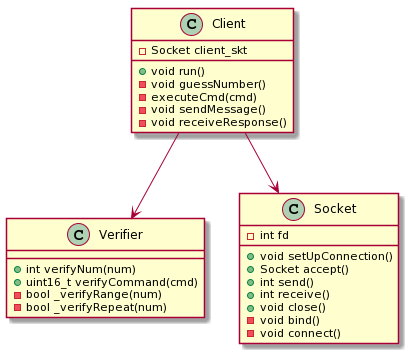 C Client
Socket client_skt
void run()
void guessNumber()
executeCmd(cmd)
void sendMessage()
void receiveResponse()
C Verifier
int verifyNum(num)
uint16_t verifyCommand(cmd)
bool _verifyRange(num)
bool _verifyRepeat(num)
C Socket
int fd
void setUpConnection()
Socket accept()
int send()
int receive()
void close()
void bind()
void connect()